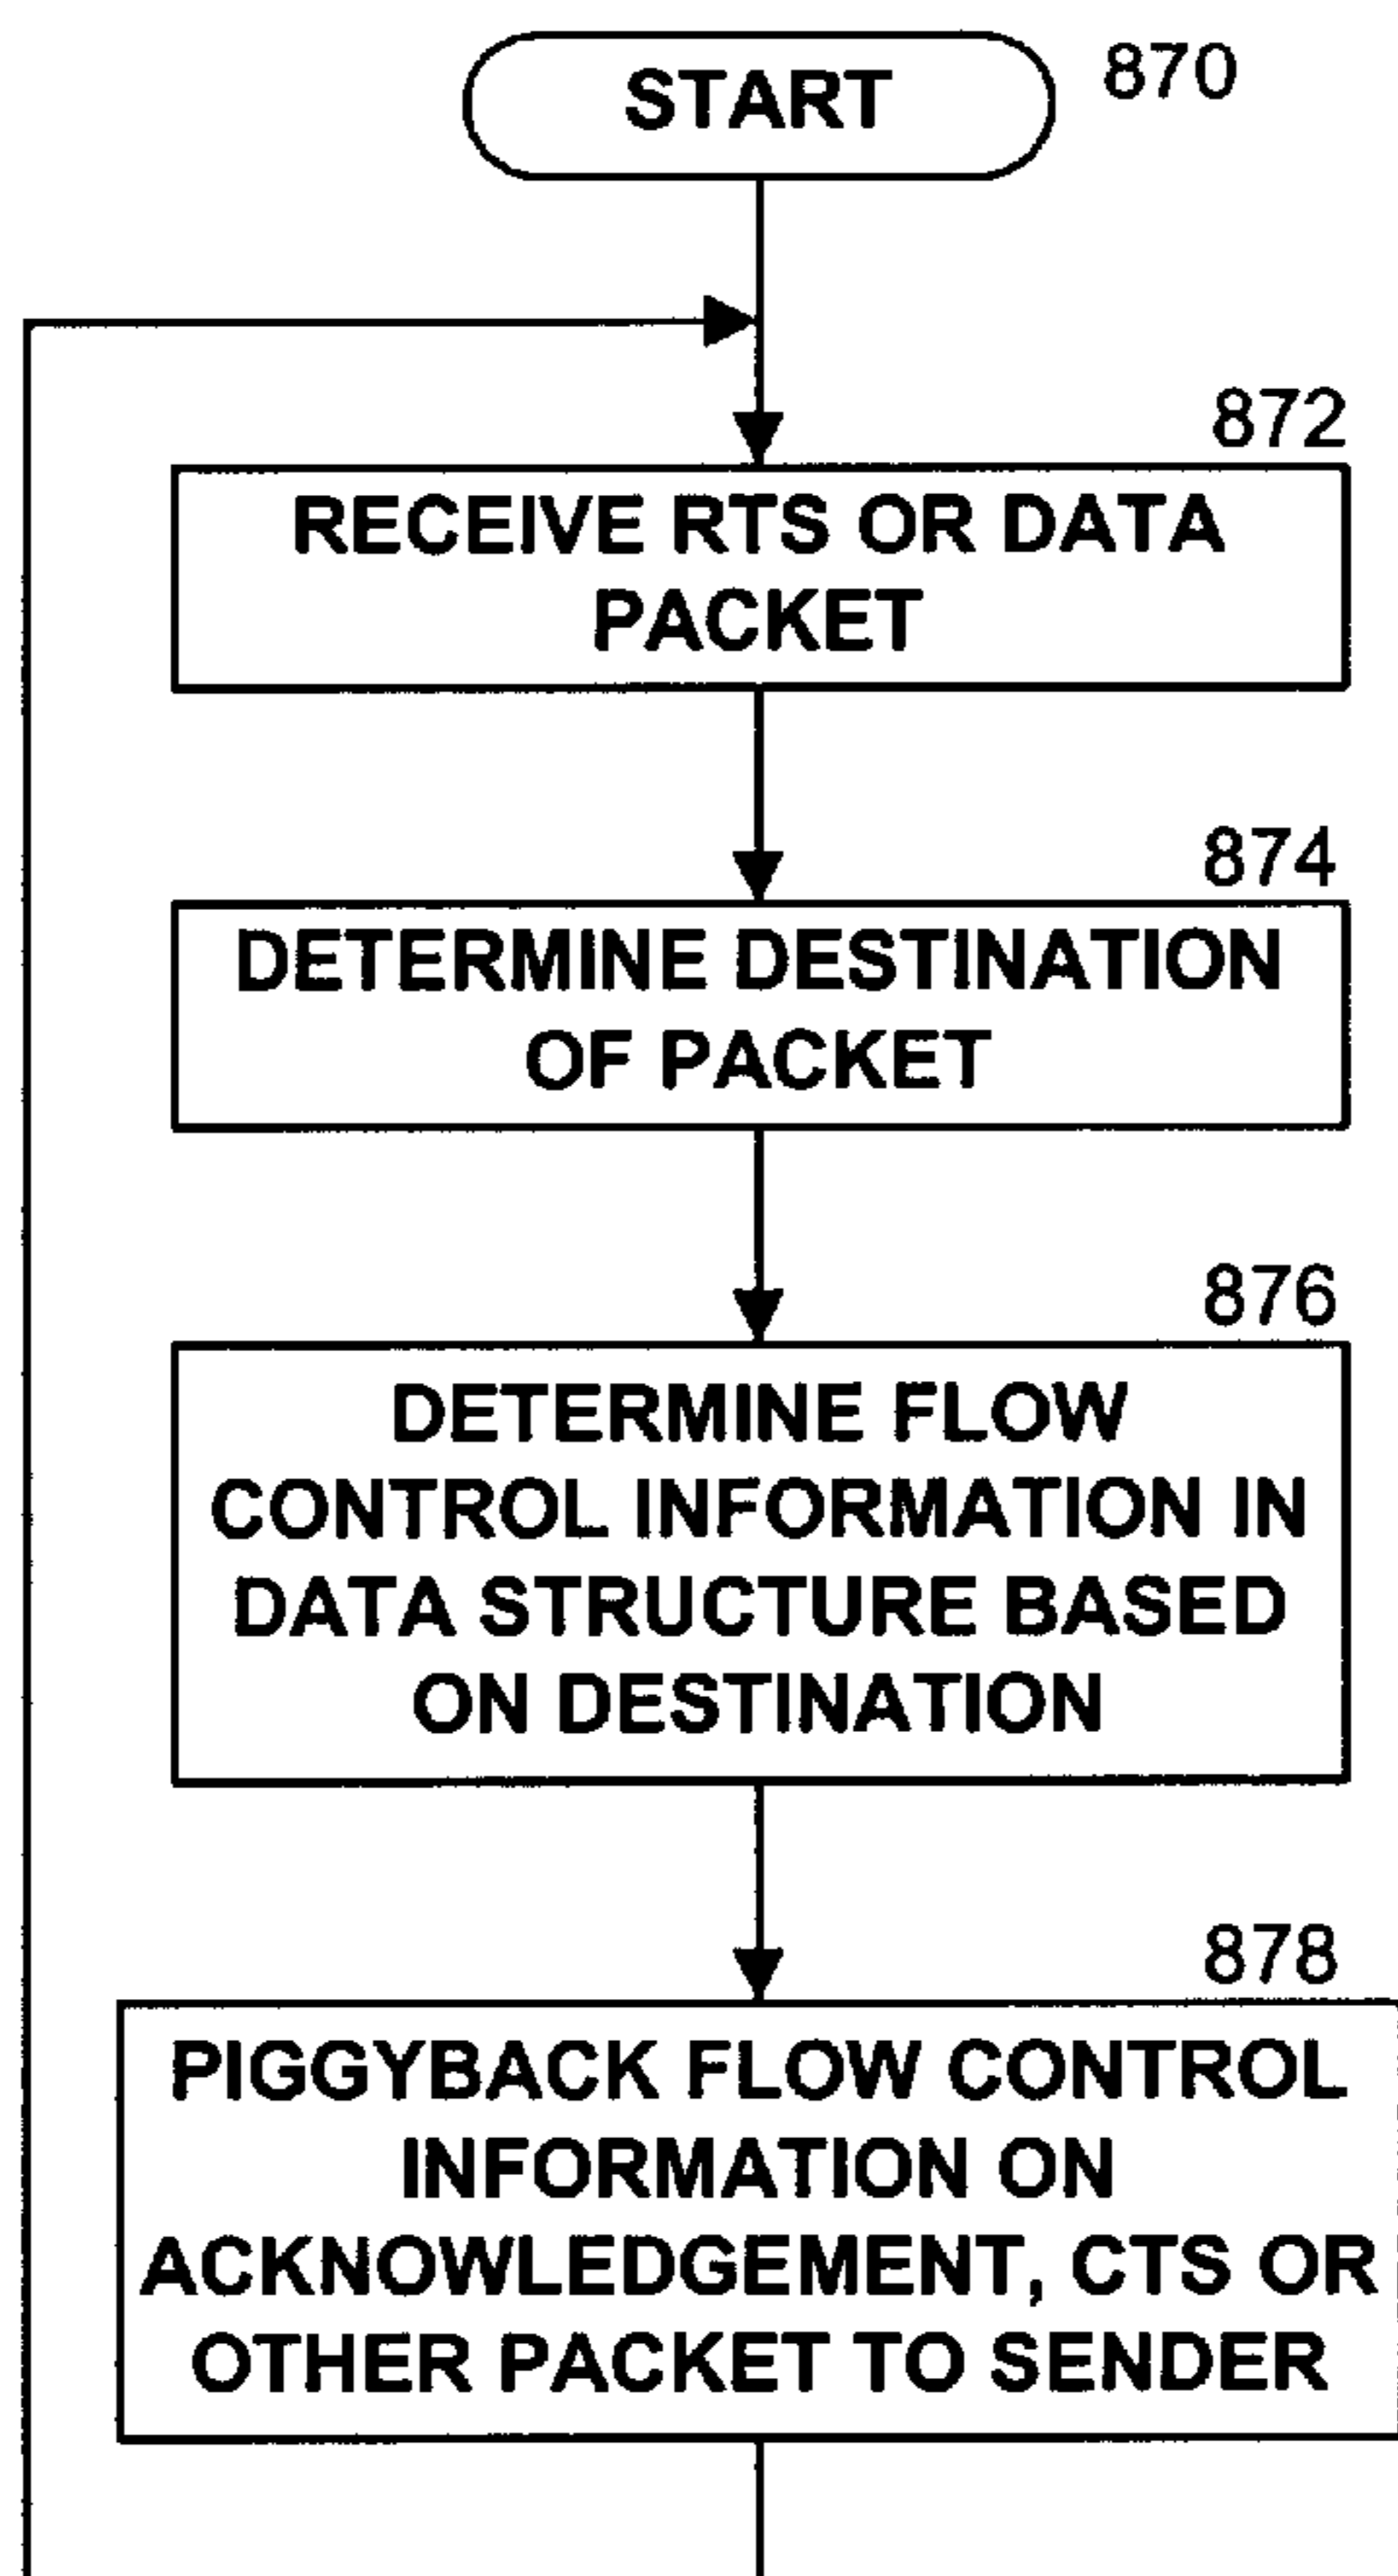 START
870
872
RECEIVE RTS OR DATA
PACKET
874
DETERMINE DESTINATION
OF PACKET
876
DETERMINE FLOW
CONTROL INFORMATION IN
DATA STRUCTURE BASED
ON DESTINATION
878
PIGGYBACK FLOW CONTROL
INFORMATION ON
ACKNOWLEDGEMENT, CTS OR
OTHER PACKET TO SENDER